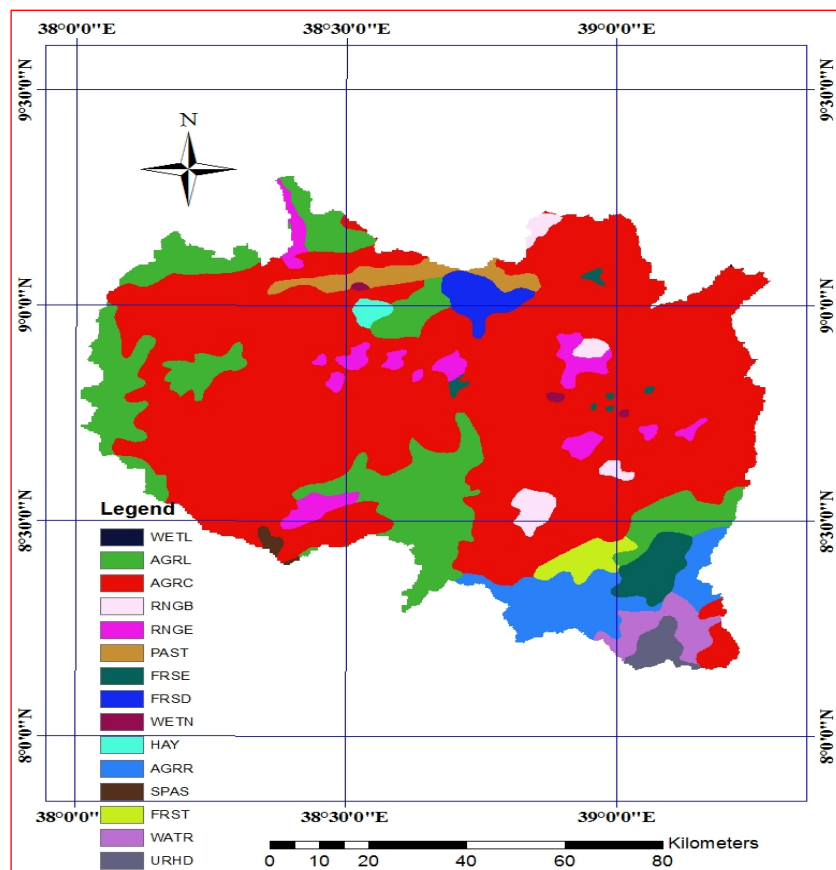 38°0'0"E 38°30'0"E 39°0'0"E
9°30'0"N 9°30'0"N
N
9°0'0"N 9°0'0"N
8°30'0"N 8°30'0"N
Legend
WETL
AGRL
AGRC
RNGB
RNGE
PAST
FRSE
FRSD
WETN
HAY
AGRR
SPAS
FRST
WATR
URHD
8°0'0"N 8°0'0"N
38°0'0"E 38°30'0"E 39°0'0"E
Kilometers
0 5 10 20 40 60 80